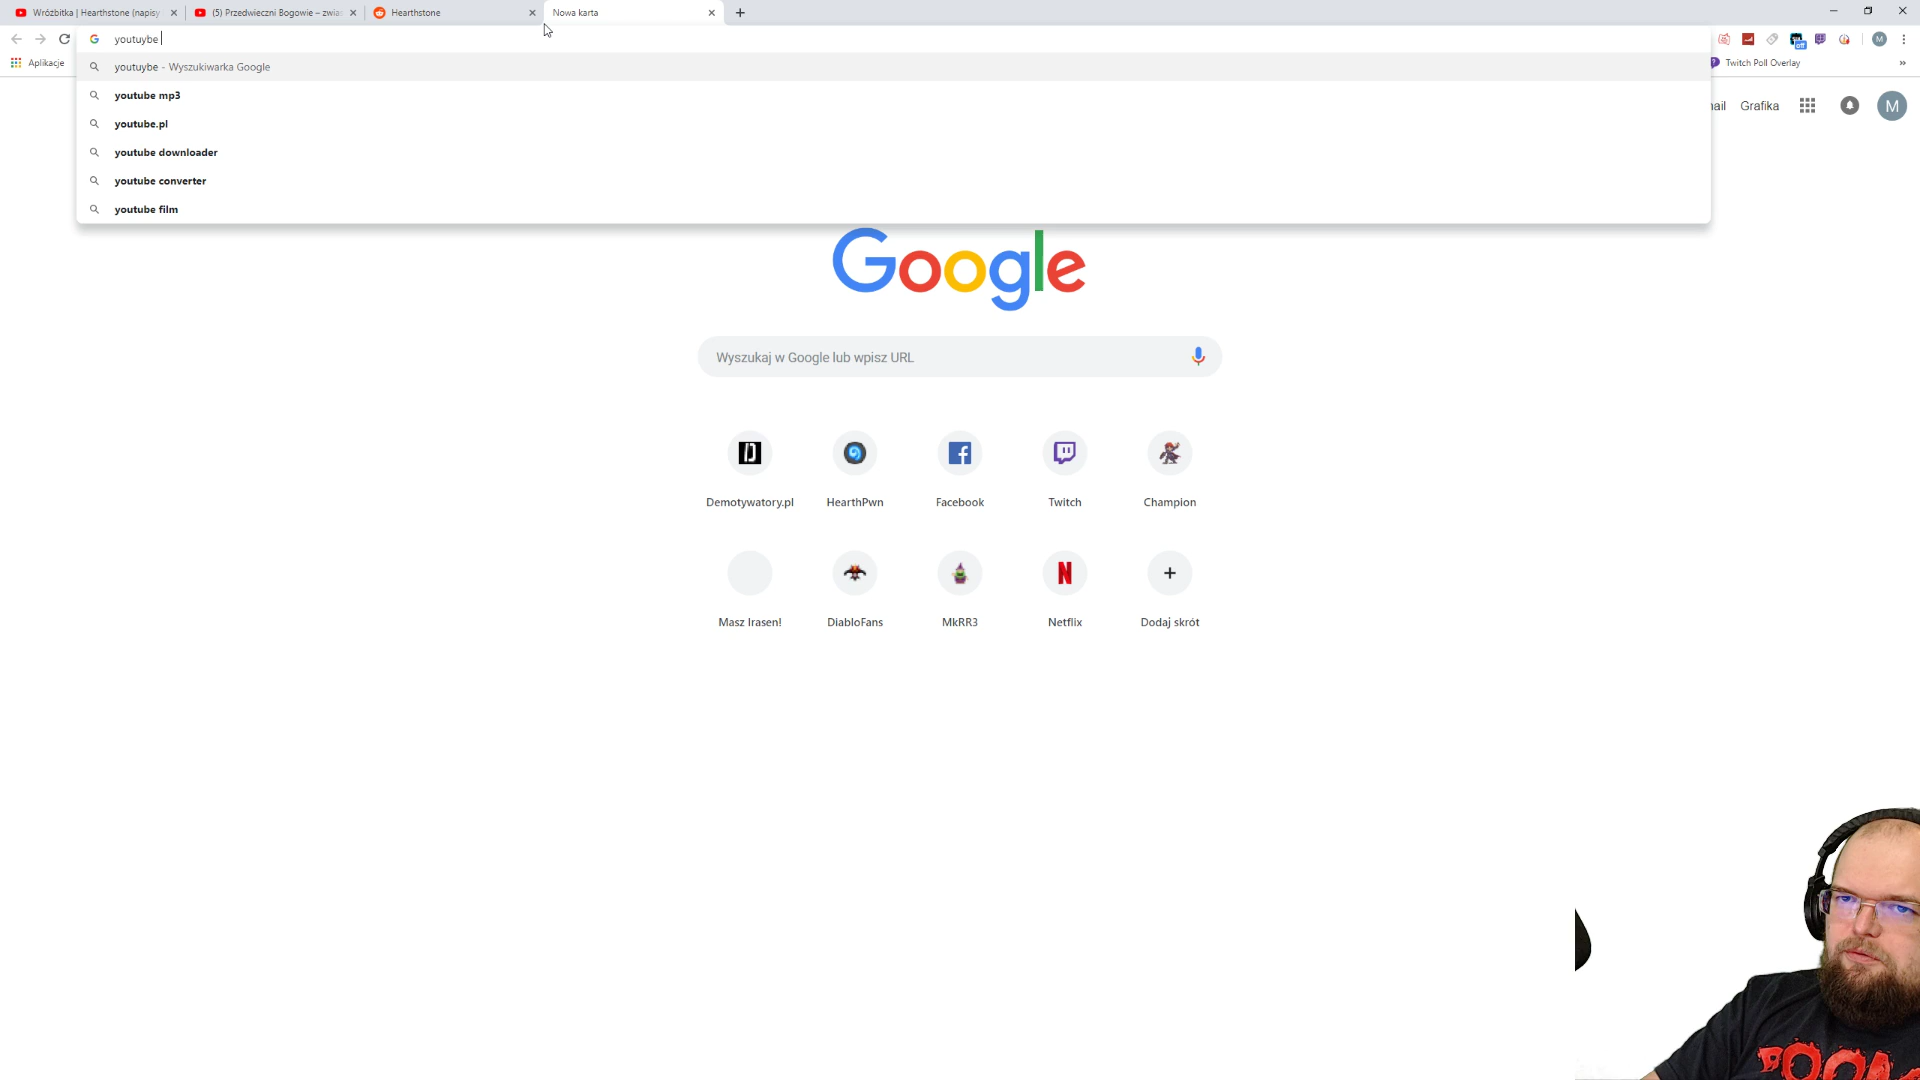 Wróżbitka | Hearthstone (napisy
(5) Przedwieczni Bogowie – zwias
Hearthstone
Nowa karta
youtuybe
Aplikacje
Twitch Poll Overlay
youtuybe - Wyszukiwarka Google
youtube mp3
youtube.pl
youtube downloader
youtube converter
youtube film
ail
Grafika
M
Google
Wyszukaj w Google lub wpisz URL
Demotywatory.pl
HearthPwn
Facebook
Twitch
Champion
Masz Irasen!
DiabloFans
MkRR3
Netflix
Dodaj skrót